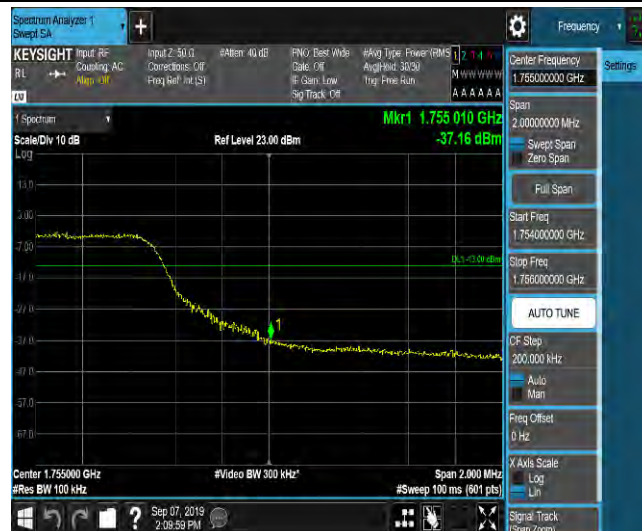 Spectrum Analyzer 1
Swept SA
Frequency
KEYSIGHT
Input: RF
Coupling: AC
Align: Off
Input Z: 50 Ω
Corrections: Off
Freq Ref: Int (S)
#Atten: 40 dB
PNO: Best Wide
Gate: Off
IF Gain: Low
Sig Track: Off
#Avg Type: Power (RMS
Avg|Hold: 30/30
Trig: Free Run
RL
LXI
M W W W W W
A A A A A A
1 Spectrum
Scale/Div 10 dB
Log
Ref Level 23.00 dBm
Mkr1 1.755 010 GHz
-37.16 dBm
13.0
3.00
-7.00
-17.0
-27.0
-37.0
-47.0
-57.0
-67.0
DL1 -13.00 dBm
1
Center 1.755000 GHz
#Res BW 100 kHz
#Video BW 300 kHz*
Span 2.000 MHz
#Sweep 100 ms (601 pts)
Sep 07, 2019
2:09:59 PM
Center Frequency
1.755000000 GHz
Span
2.00000000 MHz
Swept Span
Zero Span
Full Span
Start Freq
1.754000000 GHz
Stop Freq
1.756000000 GHz
AUTO TUNE
CF Step
200.000 kHz
Auto
Man
Freq Offset
0 Hz
X Axis Scale
Log
Lin
Signal Track
(Span Zoom)
Settings